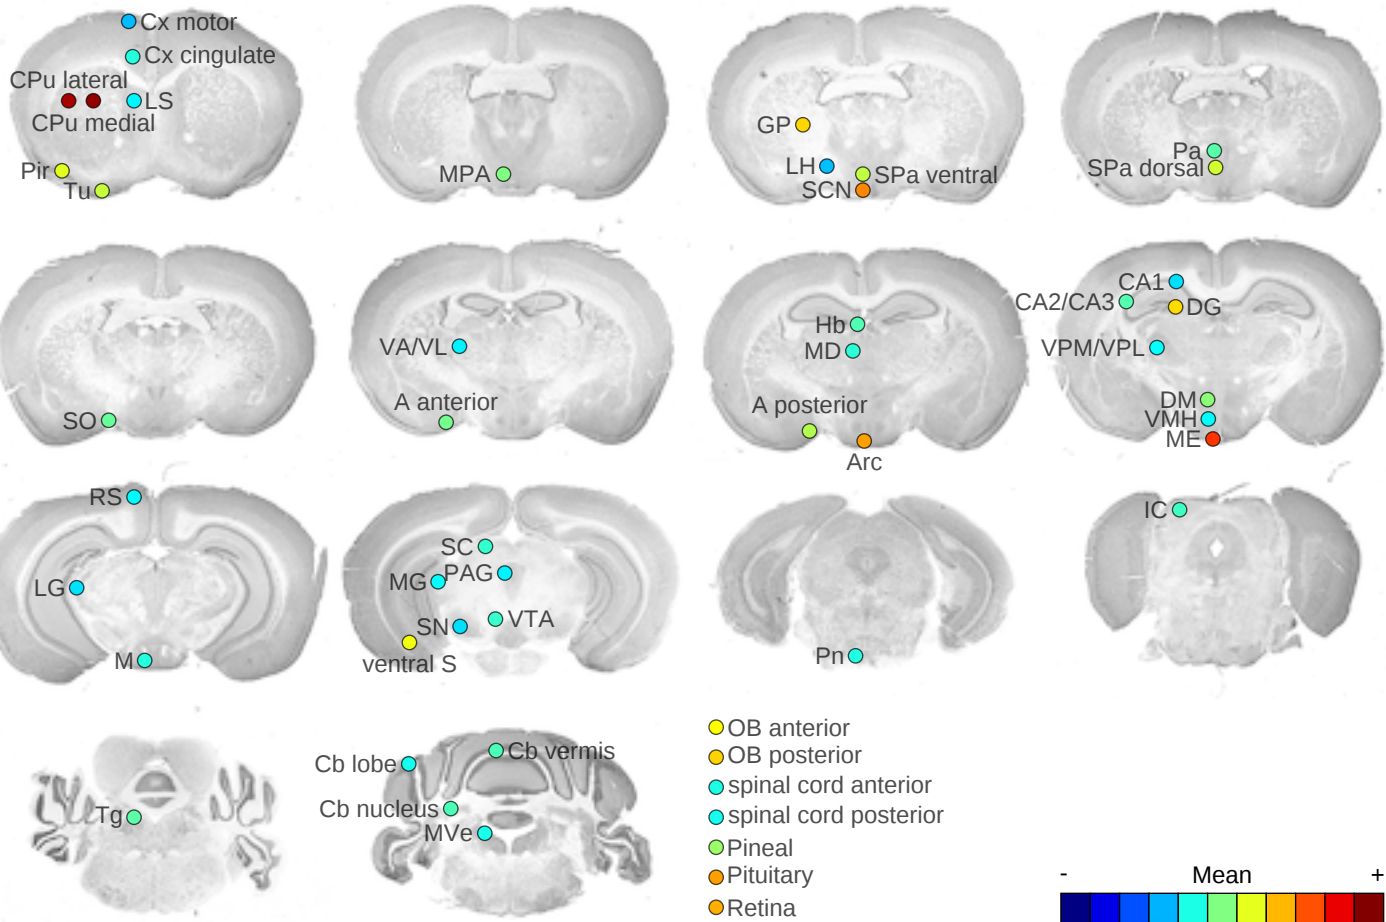 Cx motor
Cx cingulate
CPu lateral
LS
CPu medial
Pir
Tu
MPA
GP
LH
SPa ventral
SCN
Pa
SPa dorsal
SO
VA/VL
A anterior
Hb
MD
A posterior
Arc
CA1
CA2/CA3
DG
VPM/VPL
DM
VMH
ME
RS
LG
M
SC
MG
PAG
SN
VTA
ventral S
Pn
IC
Tg
Cb lobe
Cb vermis
Cb nucleus
MVe
OB anterior
OB posterior
spinal cord anterior
spinal cord posterior
Pineal
Pituitary
Retina
- Mean +